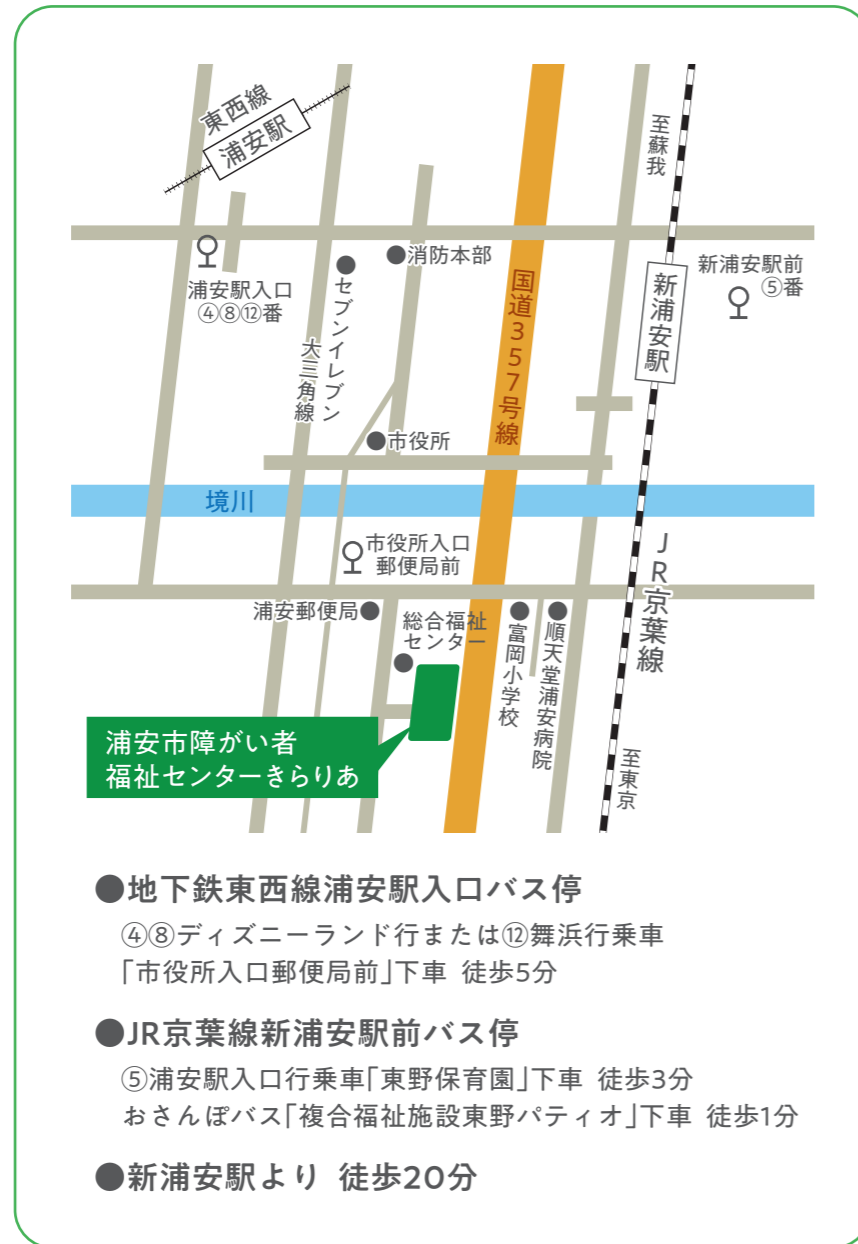 東西線
浦安駅
至蘇我
浦安駅入口
④⑧⑫番
●消防本部
●セブンイレブン
大三角線
国道357号線
新浦安駅前
⑤番
新浦安駅
●市役所
境川
市役所入口
郵便局前
JR京葉線
浦安郵便局●
総合福祉
センター
●
富岡小学校
順天堂浦安病院
至東京
浦安市障がい者
福祉センターきらりあ
●地下鉄東西線浦安駅入口バス停
④⑧ディズニーランド行または⑫舞浜行乗車
「市役所入口郵便局前」下車 徒歩5分
●JR京葉線新浦安駅前バス停
⑤浦安駅入口行乗車「東野保育園」下車 徒歩3分
おさんぽバス「複合福祉施設東野パティオ」下車 徒歩1分
●新浦安駅より 徒歩20分